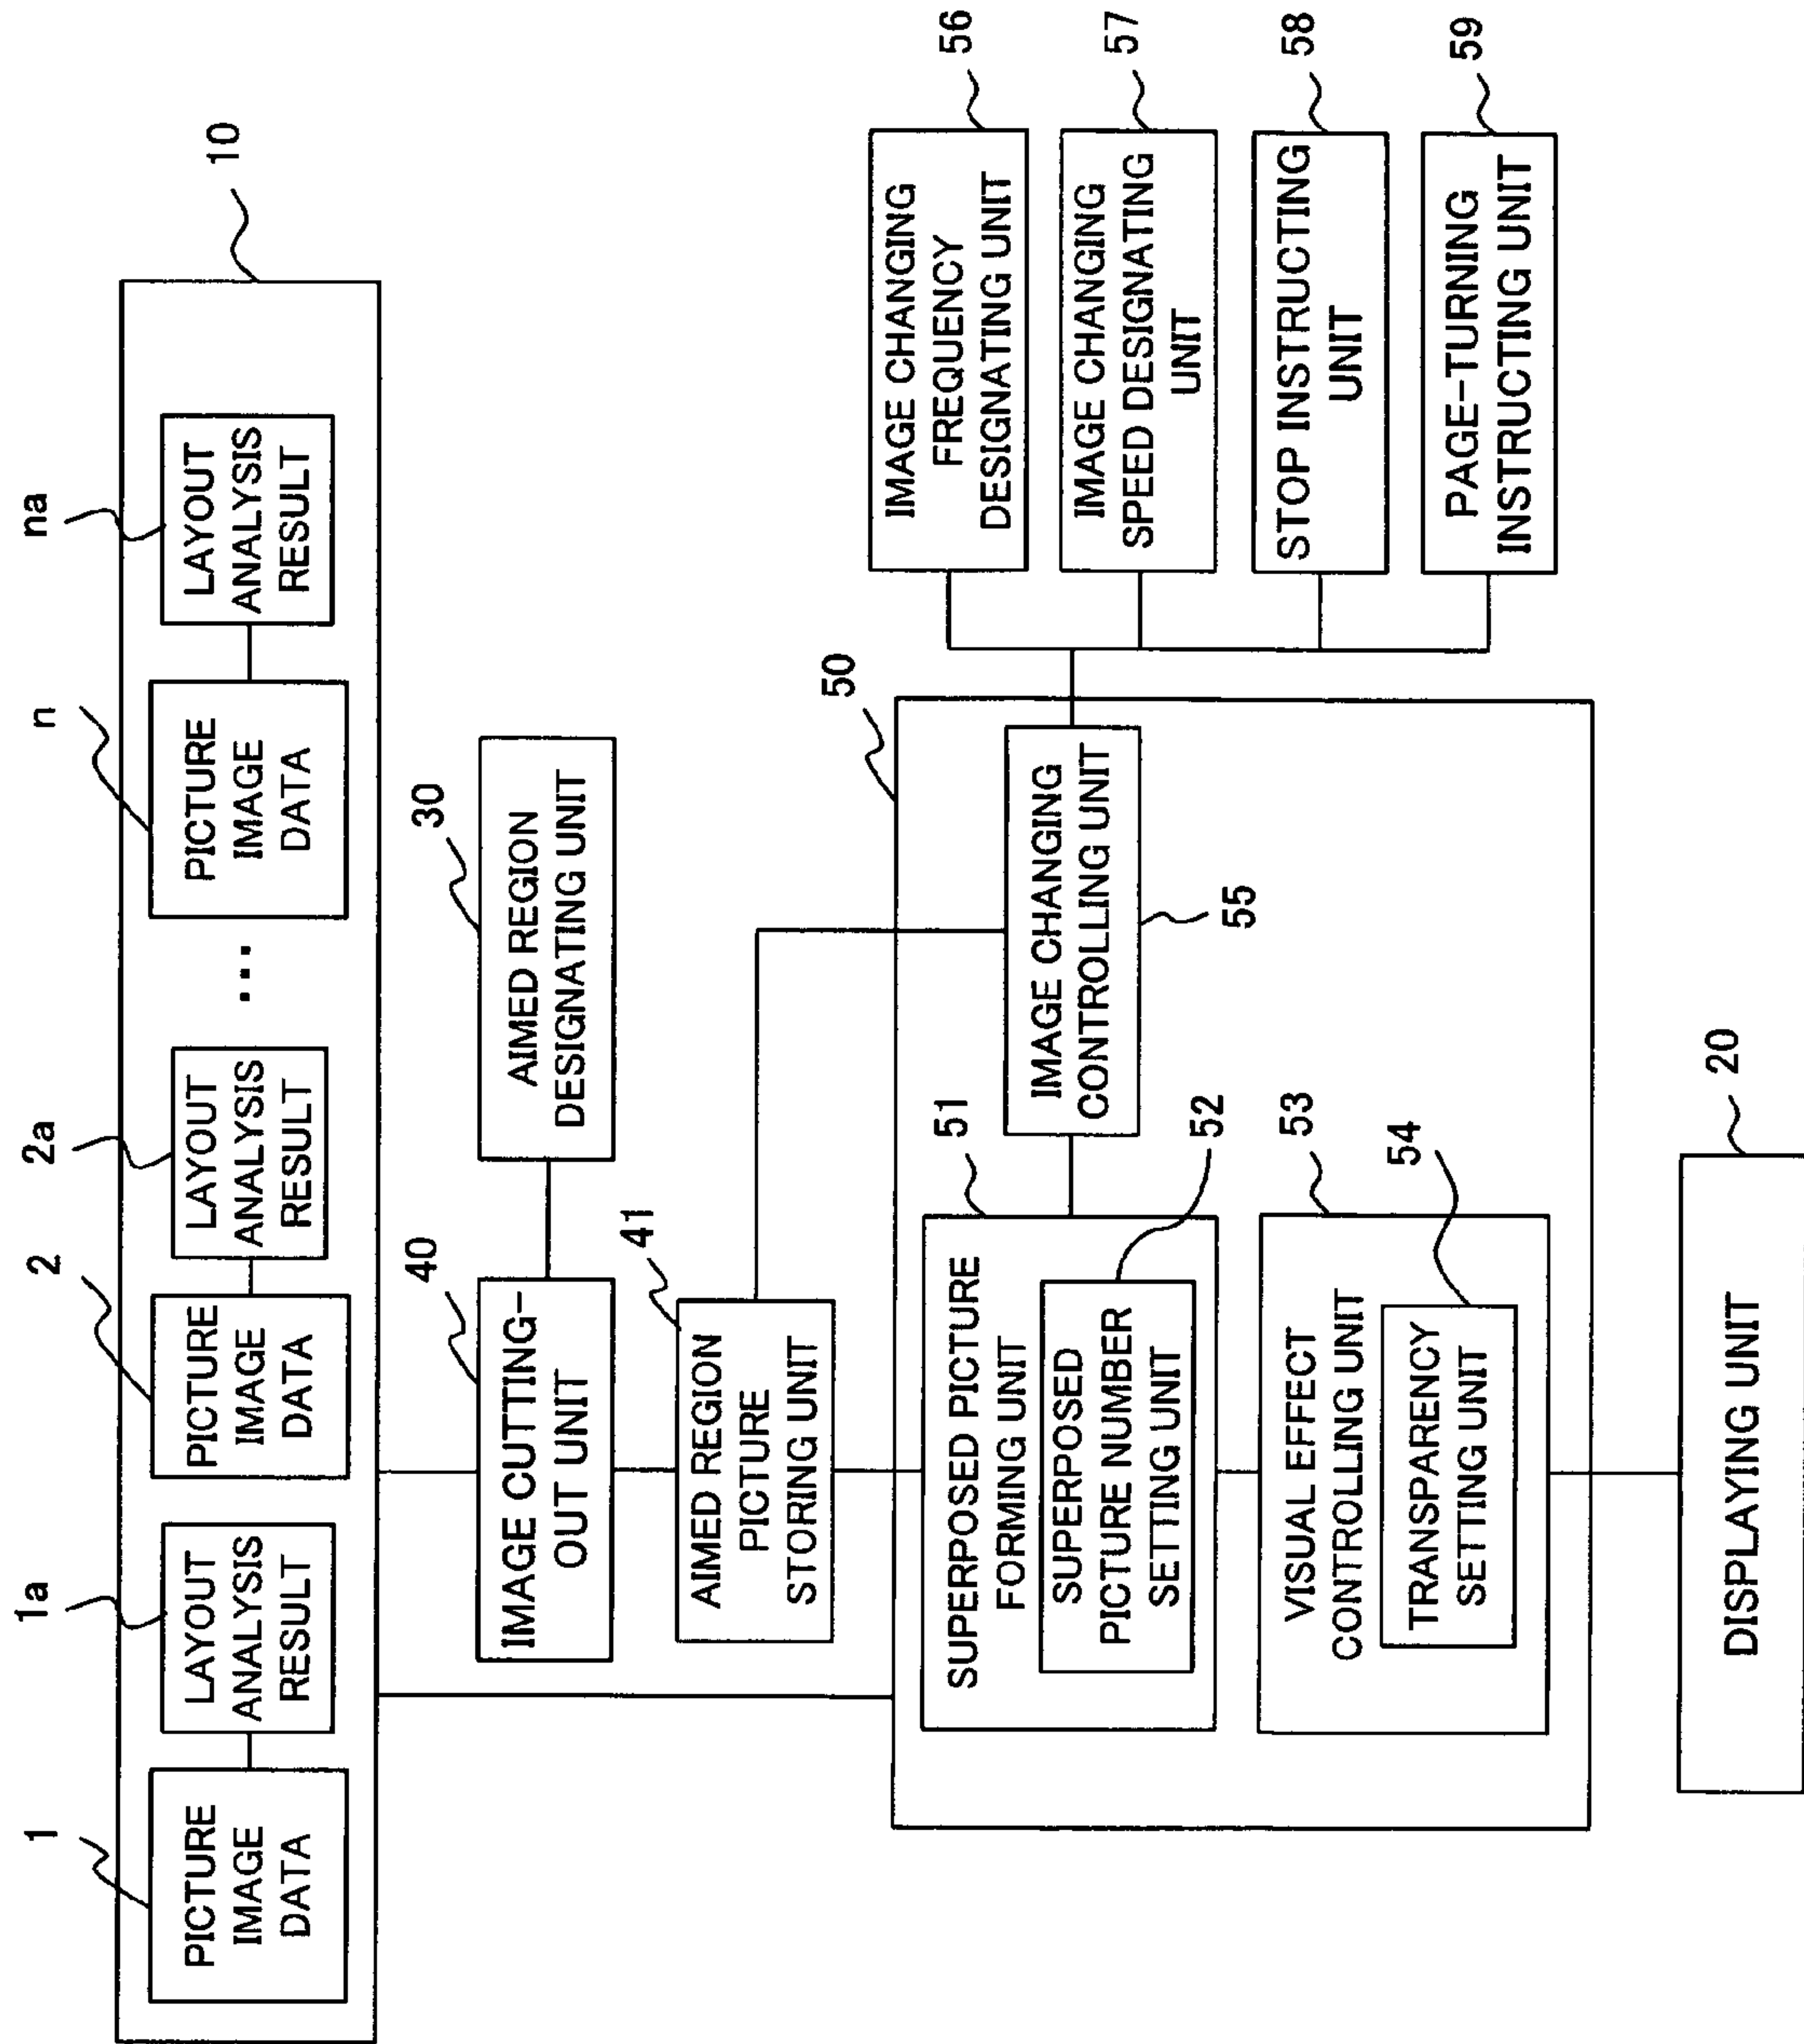 1
PICTURE
IMAGE
DATA
1a
LAYOUT
ANALYSIS
RESULT
2
PICTURE
IMAGE
DATA
2a
LAYOUT
ANALYSIS
RESULT
...
n
PICTURE
IMAGE
DATA
na
LAYOUT
ANALYSIS
RESULT
10
40
IMAGE CUTTING-
OUT UNIT
30
AIMED REGION
DESIGNATING UNIT
41
AIMED REGION
PICTURE
STORING UNIT
50
51
SUPERPOSED PICTURE
FORMING UNIT
52
SUPERPOSED
PICTURE NUMBER
SETTING UNIT
53
VISUAL EFFECT
CONTROLLING UNIT
54
TRANSPARENCY
SETTING UNIT
IMAGE CHANGING
CONTROLLING UNIT
55
IMAGE CHANGING
FREQUENCY
DESIGNATING UNIT
56
IMAGE CHANGING
SPEED DESIGNATING
UNIT
57
STOP INSTRUCTING
UNIT
58
PAGE-TURNING
INSTRUCTING UNIT
59
20
DISPLAYING UNIT